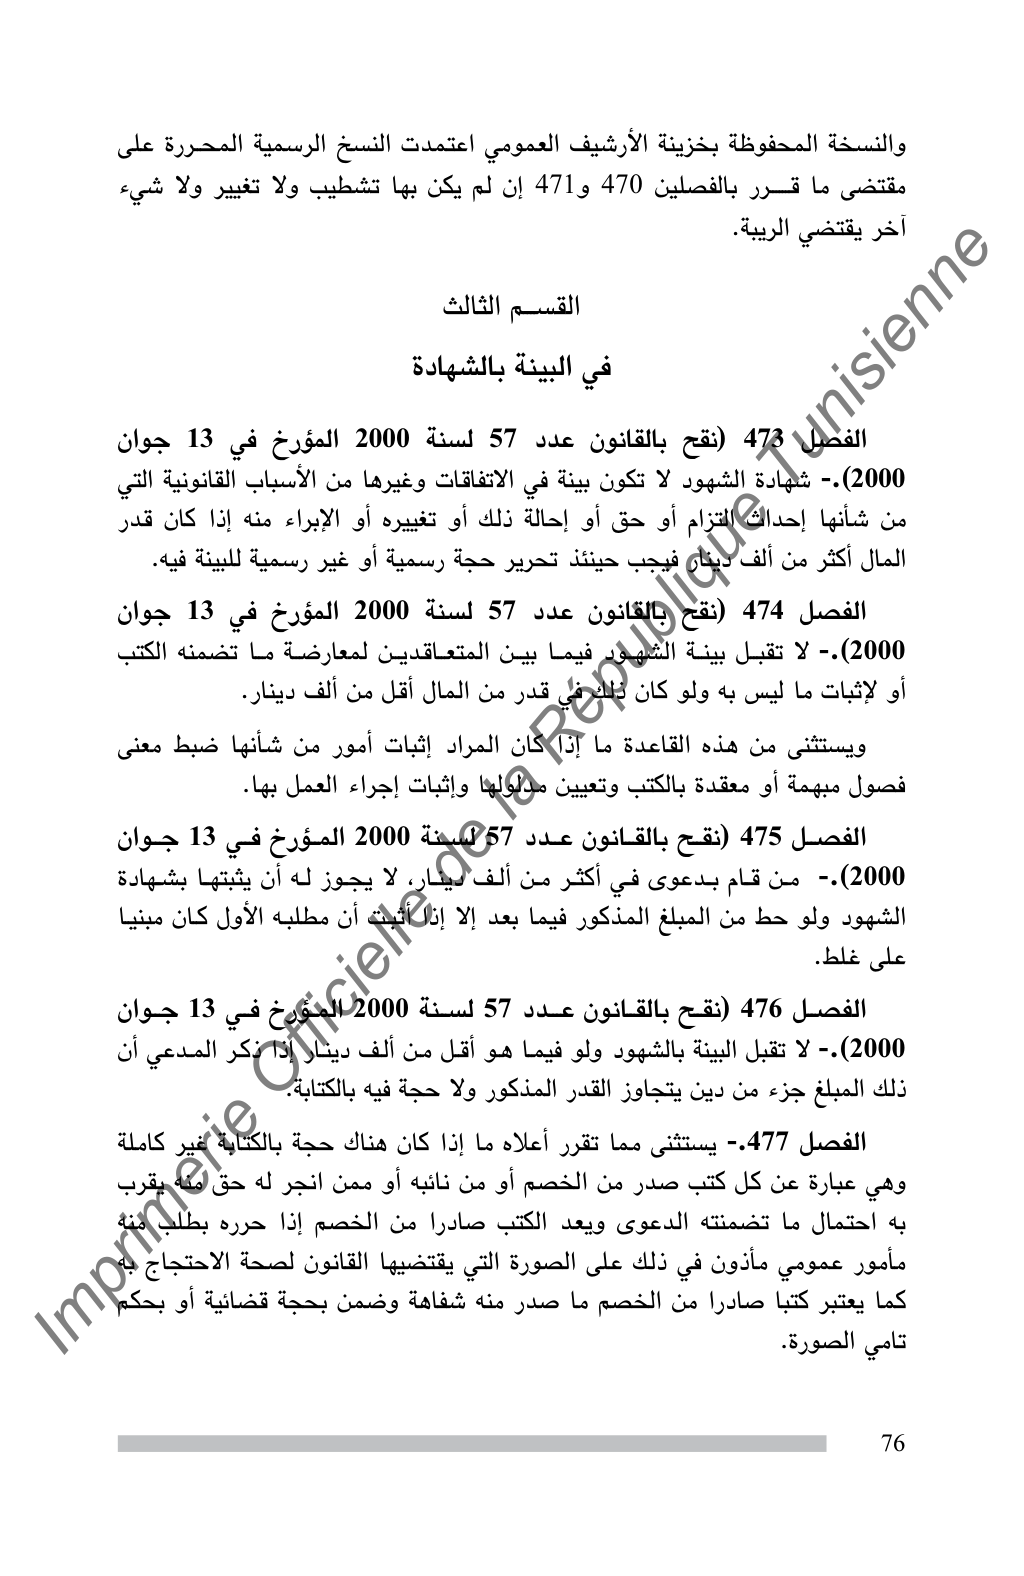 والنسخة المحفوظة بخزينة الأرشيف العمومي اعتمدت النسخ الرسمية المحررة على
مقتضى ما قرر بالفصلين 470 و471 إن لم يكن بها تشطيب ولا تغيير ولا شيء
آخر يقتضي الريبة.
القسم الثالث
في البينة بالشهادة
الفصل 473 (نقح بالقانون عدد 57 لسنة 2000 المؤرخ في 13 جوان
2000).- شهادة الشهود لا تكون بينة في الاتفاقات وغيرها من الأسباب القانونية التي
من شأنها إحداث التزام أو حق أو إحالة ذلك أو تغييره أو الإبراء منه إذا كان قدر
المال أكثر من ألف دينار فيجب حينئذ تحرير حجة رسمية أو غير رسمية للبينة فيه.
الفصل 474 (نقح بالقانون عدد 57 لسنة 2000 المؤرخ في 13 جوان
2000).- لا تقبل بينة الشهود فيما بين المتعاقدين لمعارضة ما تضمنه الكتب
أو لإثبات ما ليس به ولو كان ذلك في قدر من المال أقل من ألف دينار.
ويستثنى من هذه القاعدة ما إذا كان المراد إثبات أمور من شأنها ضبط معنى
فصول مبهمة أو معقدة بالكتب وتعيين مدلولها وإثبات إجراء العمل بها.
الفصل 475 (نقح بالقانون عدد 57 لسنة 2000 المؤرخ في 13 جوان
2000).- من قام بدعوى في أكثر من ألف دينار، لا يجوز له أن يثبتها بشهادة
الشهود ولو حط من المبلغ المذكور فيما بعد إلا إذا أثبت أن مطلبه الأول كان مبنيا
على غلط.
الفصل 476 (نقح بالقانون عدد 57 لسنة 2000 المؤرخ في 13 جوان
2000).- لا تقبل البينة بالشهود ولو فيما هو أقل من ألف دينار إذا ذكر المدعي أن
ذلك المبلغ جزء من دين يتجاوز القدر المذكور ولا حجة فيه بالكتابة.
الفصل 477.- يستثنى مما تقرر أعلاه ما إذا كان هناك حجة بالكتابة غير كاملة
وهي عبارة عن كل كتب صدر من الخصم أو من نائبه أو ممن انجر له حق منه يقرب
به احتمال ما تضمنته الدعوى ويعد الكتب صادرا من الخصم إذا حرره بطلب منه
مأمور عمومي مأذون في ذلك على الصورة التي يقتضيها القانون لصحة الاحتجاج به
كما يعتبر كتبا صادرا من الخصم ما صدر منه شفاهة وضمن بحجة قضائية أو بحكم
تامي الصورة.
76
Imprimerie Officielle de la République Tunisienne